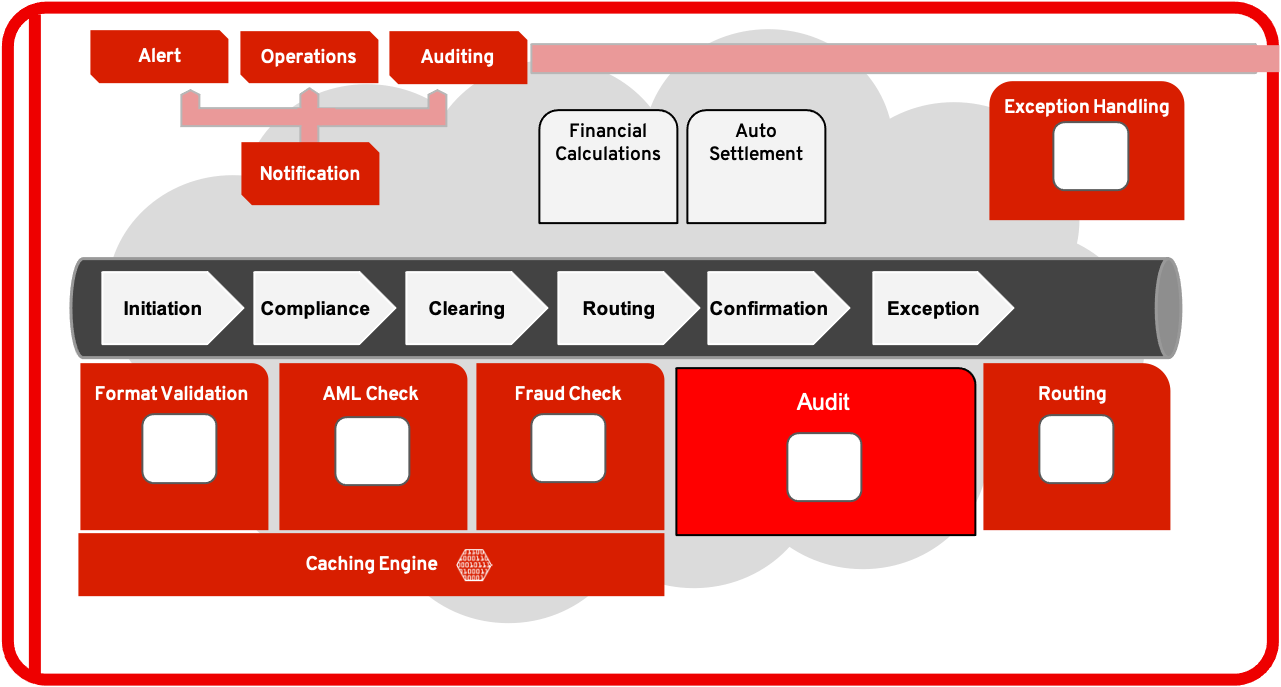 Alert
Operations
Auditing
Exception Handling
Financial
Calculations
Auto
Settlement
Notification
Initiation
Compliance
Clearing
Routing
Confirmation
Exception
Format Validation
AML Check
Fraud Check
Audit
Routing
Caching Engine